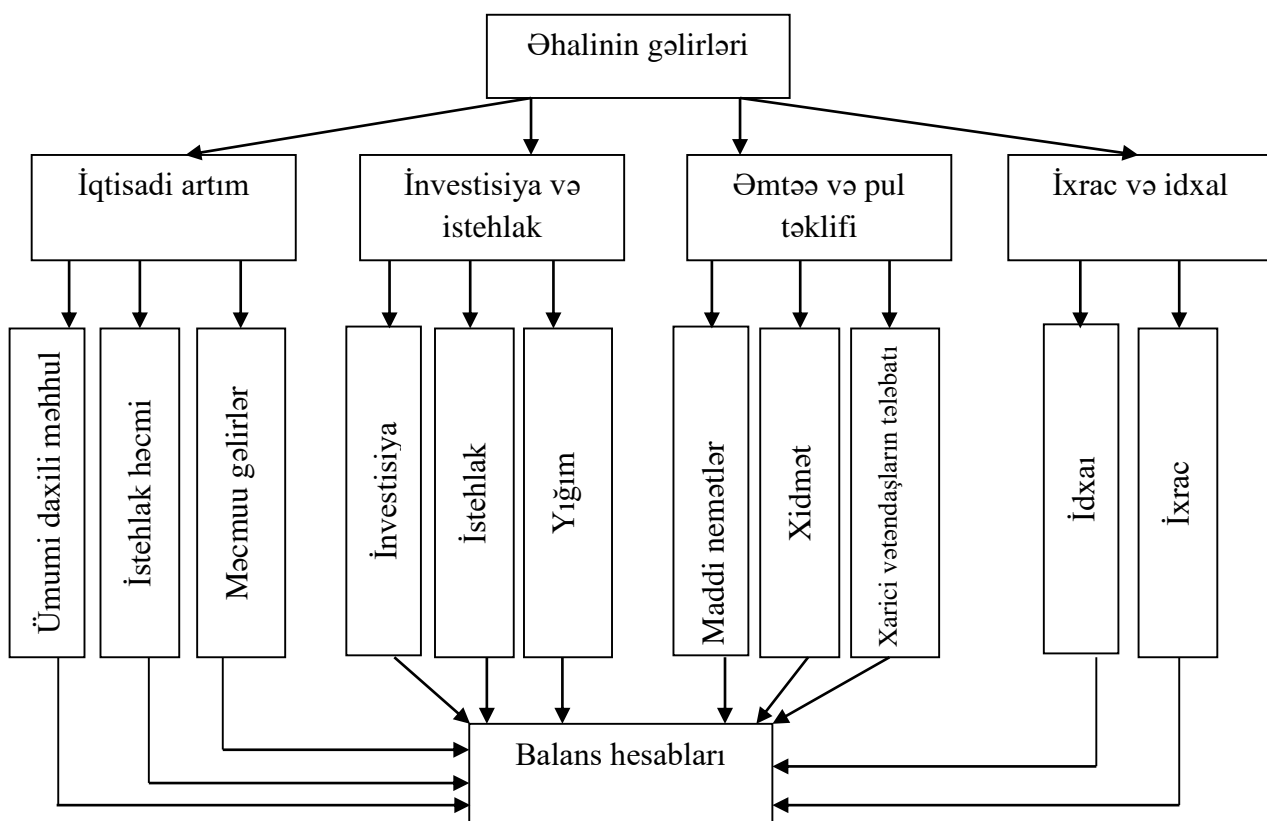 Əhalinin gəlirləri
İqtisadi artım
İnvestisiya və
istehlak
Əmtəə və pul
təklifi
İxrac və idxal
Ümumi daxili məhhul
İstehlak həcmi
Məcmuu gəlirlər
İnvestisiya
İstehlak
Yığım
Maddi nemətlər
Xidmət
Xarici vətəndaşların tələbatı
İdxaı
İxrac
Balans hesabları